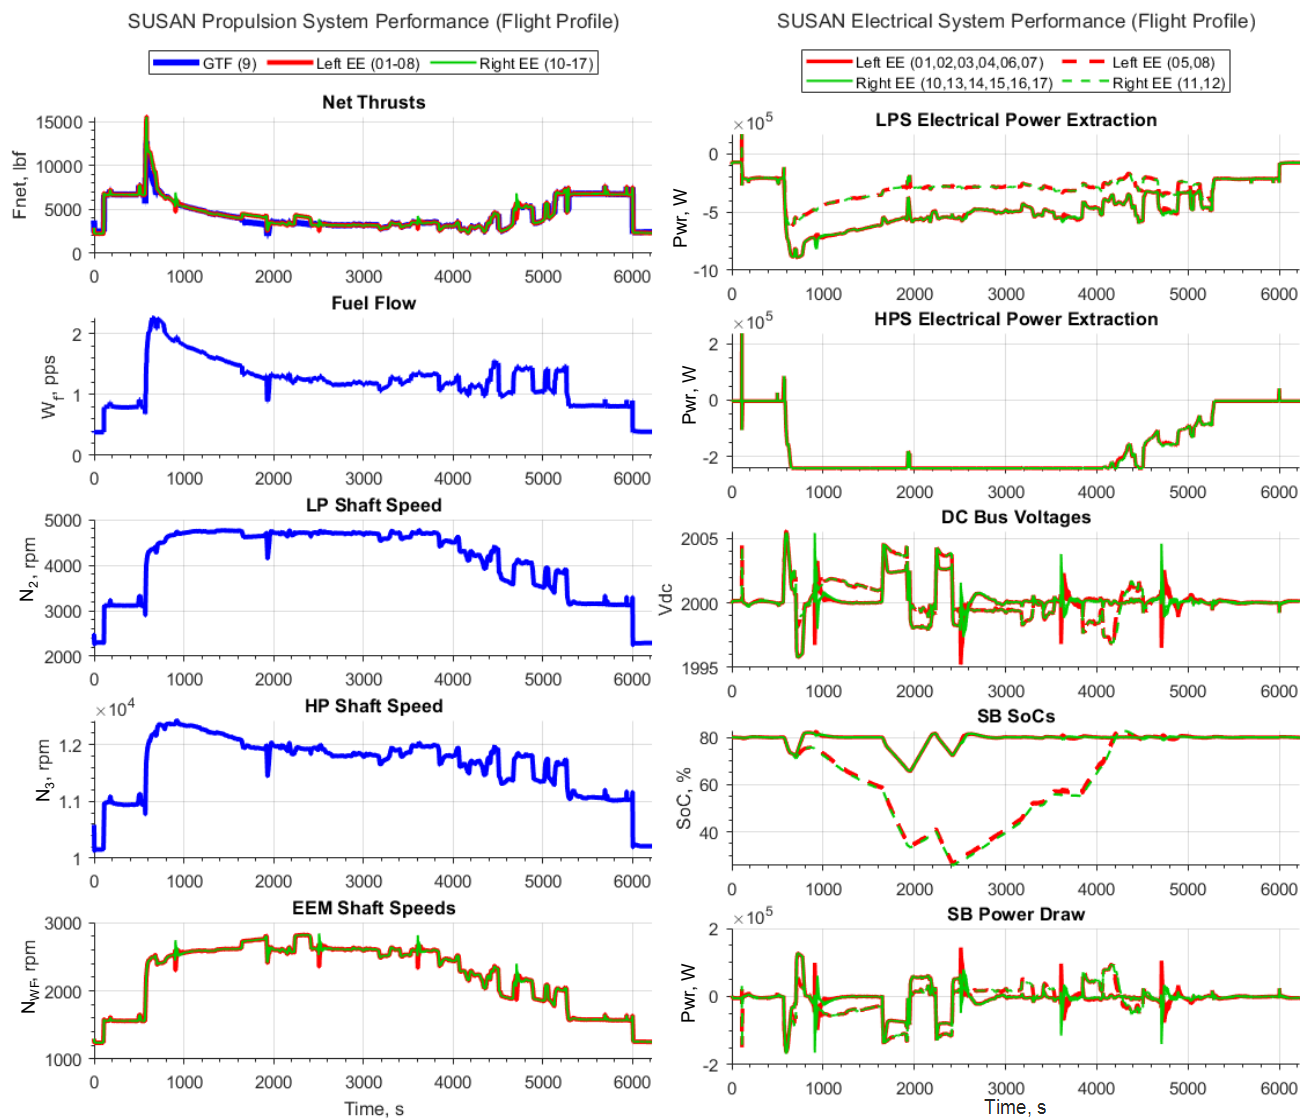 SUSAN Propulsion System Performance (Flight Profile)
GTF (9) Left EE (01-08) Right EE (10-17)
Net Thrusts
Fnet, lbf
15000
10000
5000
0
0 1000 2000 3000 4000 5000 6000
Fuel Flow
Wf, pps
2
1
0
0 1000 2000 3000 4000 5000 6000
LP Shaft Speed
N2, rpm
5000
4000
3000
2000
0 1000 2000 3000 4000 5000 6000
HP Shaft Speed
×10^4
N3, rpm
1.2
1.1
1
0 1000 2000 3000 4000 5000 6000
EEM Shaft Speeds
NWF, rpm
3000
2000
1000
0 1000 2000 3000 4000 5000 6000
Time, s
SUSAN Electrical System Performance (Flight Profile)
Left EE (01,02,03,04,06,07) Left EE (05,08)
Right EE (10,13,14,15,16,17) Right EE (11,12)
LPS Electrical Power Extraction
×10^5
Pwr, W
0
-5
-10
0 1000 2000 3000 4000 5000 6000
HPS Electrical Power Extraction
×10^5
Pwr, W
2
0
-2
0 1000 2000 3000 4000 5000 6000
DC Bus Voltages
Vdc
2005
2000
1995
0 1000 2000 3000 4000 5000 6000
SB SoCs
SoC, %
80
60
40
0 1000 2000 3000 4000 5000 6000
SB Power Draw
×10^5
Pwr, W
2
0
-2
0 1000 2000 3000 4000 5000 6000
Time, s